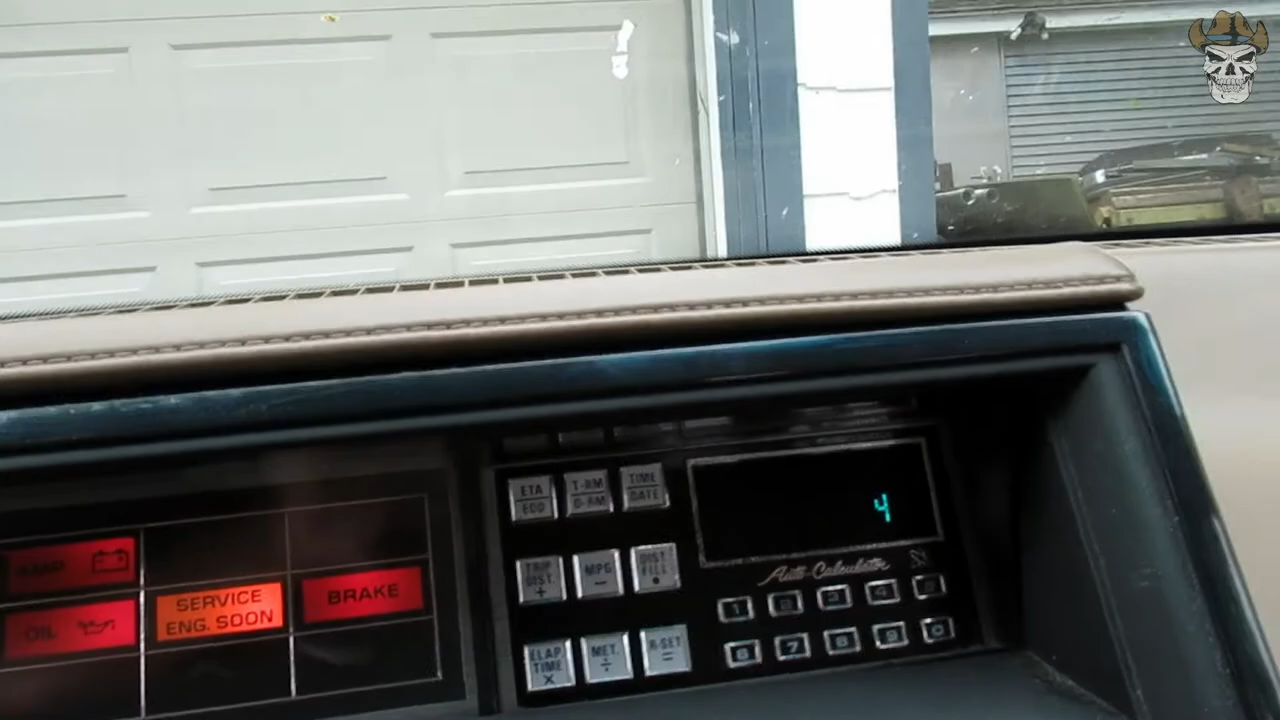 AMP
OIL
SERVICE
ENG. SOON
BRAKE
ETA
EOD
T-RM
D-RM
TIME
DATE
TRIP
DIST.
+
MPG
−
DIST
FILL
•
ELAP
TIME
×
MET.
÷
R-SET
=
4
Auto-Calculator
1 2 3 4 5
6 7 8 9 0